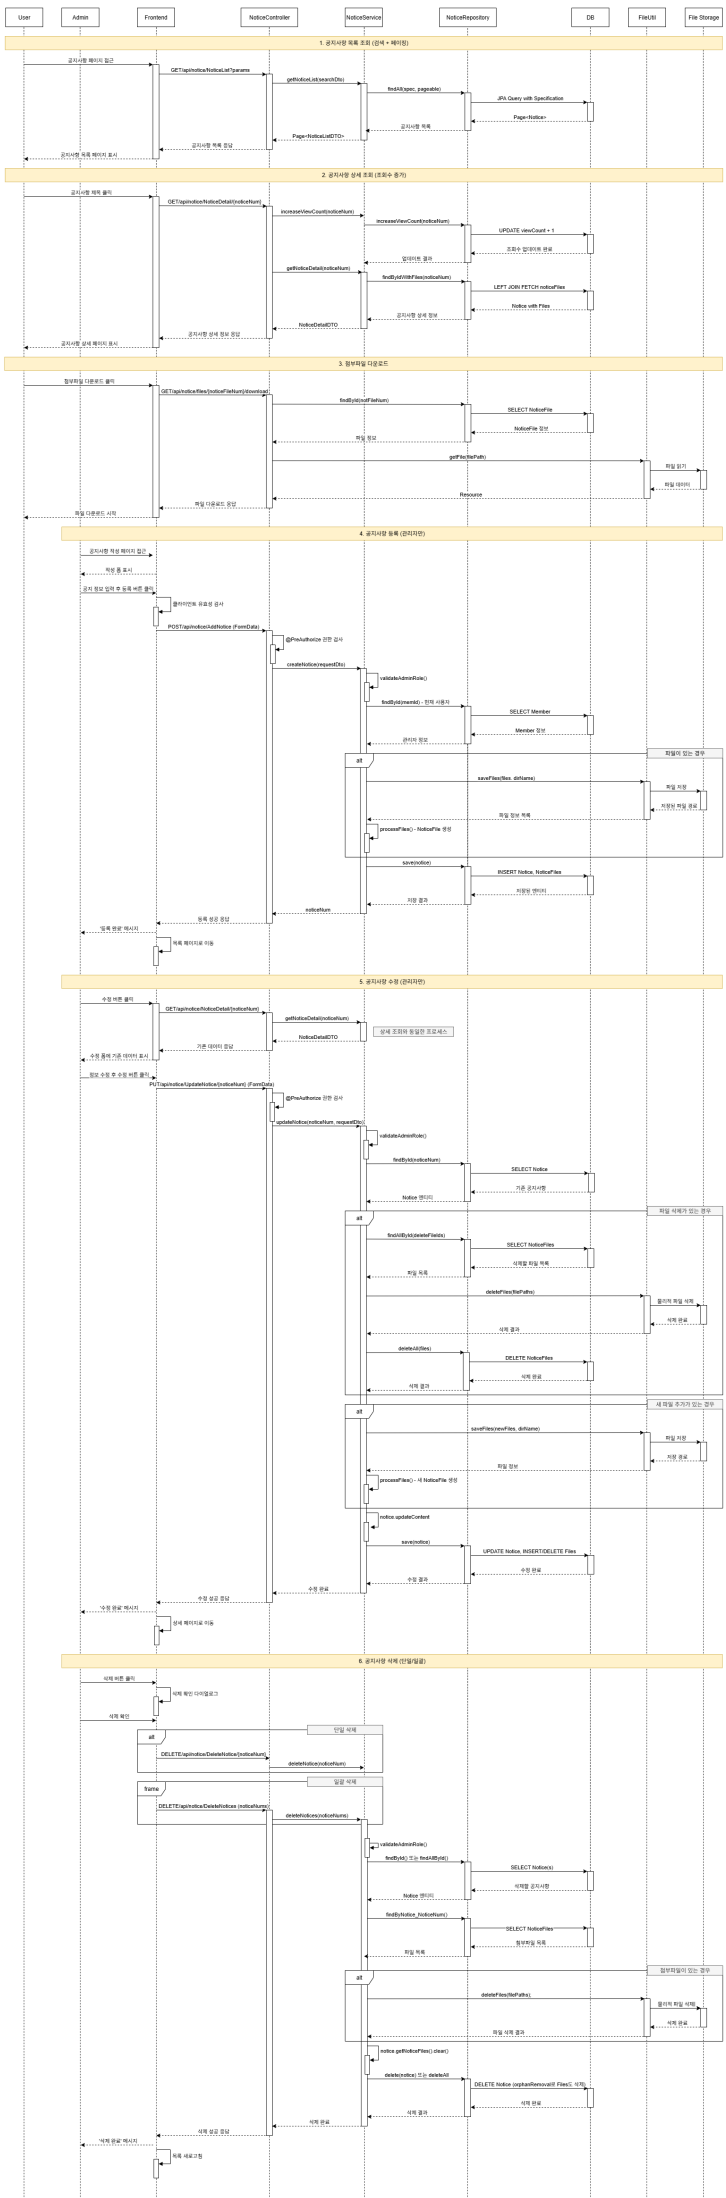 User Admin Frontend NoticeController NoticeService NoticeRepository DB FileUtil File Storage
1. 공지사항 목록 조회 (검색 + 페이징)
공지사항 페이지 접근
GET/api/notice/NoticeList?params
getNoticeList(searchDto)
findAll(spec, pageable)
JPA Query with Specification
Page<Notice>
공지사항 목록
Page<NoticeListDTO>
공지사항 목록 응답
공지사항 목록 페이지 표시
2. 공지사항 상세 조회 (조회수 증가)
공지사항 제목 클릭
GET/api/notice/NoticeDetail/{noticeNum}
increaseViewCount(noticeNum)
increaseViewCount(noticeNum)
UPDATE viewCount + 1
조회수 업데이트 완료
업데이트 결과
getNoticeDetail(noticeNum)
findByIdWithFiles(noticeNum)
LEFT JOIN FETCH noticeFiles
Notice with Files
공지사항 상세 정보
NoticeDetailDTO
공지사항 상세 정보 응답
공지사항 상세 페이지 표시
3. 첨부파일 다운로드
첨부파일 다운로드 클릭
GET/api/notice/files/{noticeFileNum}/download
findById(notFileNum)
SELECT NoticeFile
NoticeFile 정보
파일 정보
getFile(filePath)
파일 읽기
파일 데이터
Resource
파일 다운로드 응답
파일 다운로드 시작
4. 공지사항 등록 (관리자만)
공지사항 작성 페이지 접근
작성 폼 표시
공지 정보 입력 후 등록 버튼 클릭
클라이언트 유효성 검사
POST/api/notice/AddNotice (FormData)
@PreAuthorize 권한 검사
createNotice(requestDto)
validateAdminRole()
findById(memId) - 현재 사용자
SELECT Member
Member 정보
관리자 정보
alt 파일이 있는 경우
saveFiles(files, dirName)
파일 저장
저장된 파일 경로
파일 정보 목록
processFiles() - NoticeFile 생성
save(notice)
INSERT Notice, NoticeFiles
저장된 엔티티
저장 결과
noticeNum
등록 성공 응답
'등록 완료' 메시지
목록 페이지로 이동
5. 공지사항 수정 (관리자만)
수정 버튼 클릭
GET/api/notice/NoticeDetail/{noticeNum}
getNoticeDetail(noticeNum)
상세 조회와 동일한 프로세스
NoticeDetailDTO
기존 데이터 응답
수정 폼에 기존 데이터 표시
정보 수정 후 수정 버튼 클릭
PUT/api/notice/UpdateNotice/{noticeNum} (FormData)
@PreAuthorize 권한 검사
updateNotice(noticeNum, requestDto)
validateAdminRole()
findById(noticeNum)
SELECT Notice
기존 공지사항
Notice 엔티티
alt 파일 삭제가 있는 경우
findAllById(deleteFileIds)
SELECT NoticeFiles
삭제할 파일 목록
파일 목록
deleteFiles(filePaths)
물리적 파일 삭제
삭제 완료
삭제 결과
deleteAll(files)
DELETE NoticeFiles
삭제 완료
삭제 결과
alt 새 파일 추가가 있는 경우
saveFiles(newFiles, dirName)
파일 저장
저장 경로
파일 정보
processFiles() - 새 NoticeFile 생성
notice.updateContent
save(notice)
UPDATE Notice, INSERT/DELETE Files
수정 완료
수정 결과
수정 완료
수정 성공 응답
'수정 완료' 메시지
상세 페이지로 이동
6. 공지사항 삭제 (단일/일괄)
삭제 버튼 클릭
삭제 확인 다이얼로그
삭제 확인
alt 단일 삭제
DELETE/api/notice/DeleteNotice/{noticeNum}
deleteNotice(noticeNum)
frame 일괄 삭제
DELETE/api/notice/DeleteNotices (noticeNums)
deleteNotices(noticeNums)
validateAdminRole()
findById() 또는 findAllById()
SELECT Notice(s)
삭제할 공지사항
Notice 엔티티
findByNotice_NoticeNum()
SELECT NoticeFiles
첨부파일 목록
파일 목록
alt 첨부파일이 있는 경우
deleteFiles(filePaths)
물리적 파일 삭제
삭제 완료
파일 삭제 결과
notice.getNoticeFiles().clear()
delete(notice) 또는 deleteAll
DELETE Notice (orphanRemoval로 Files도 삭제)
삭제 완료
삭제 결과
삭제 완료
삭제 성공 응답
'삭제 완료' 메시지
목록 새로고침